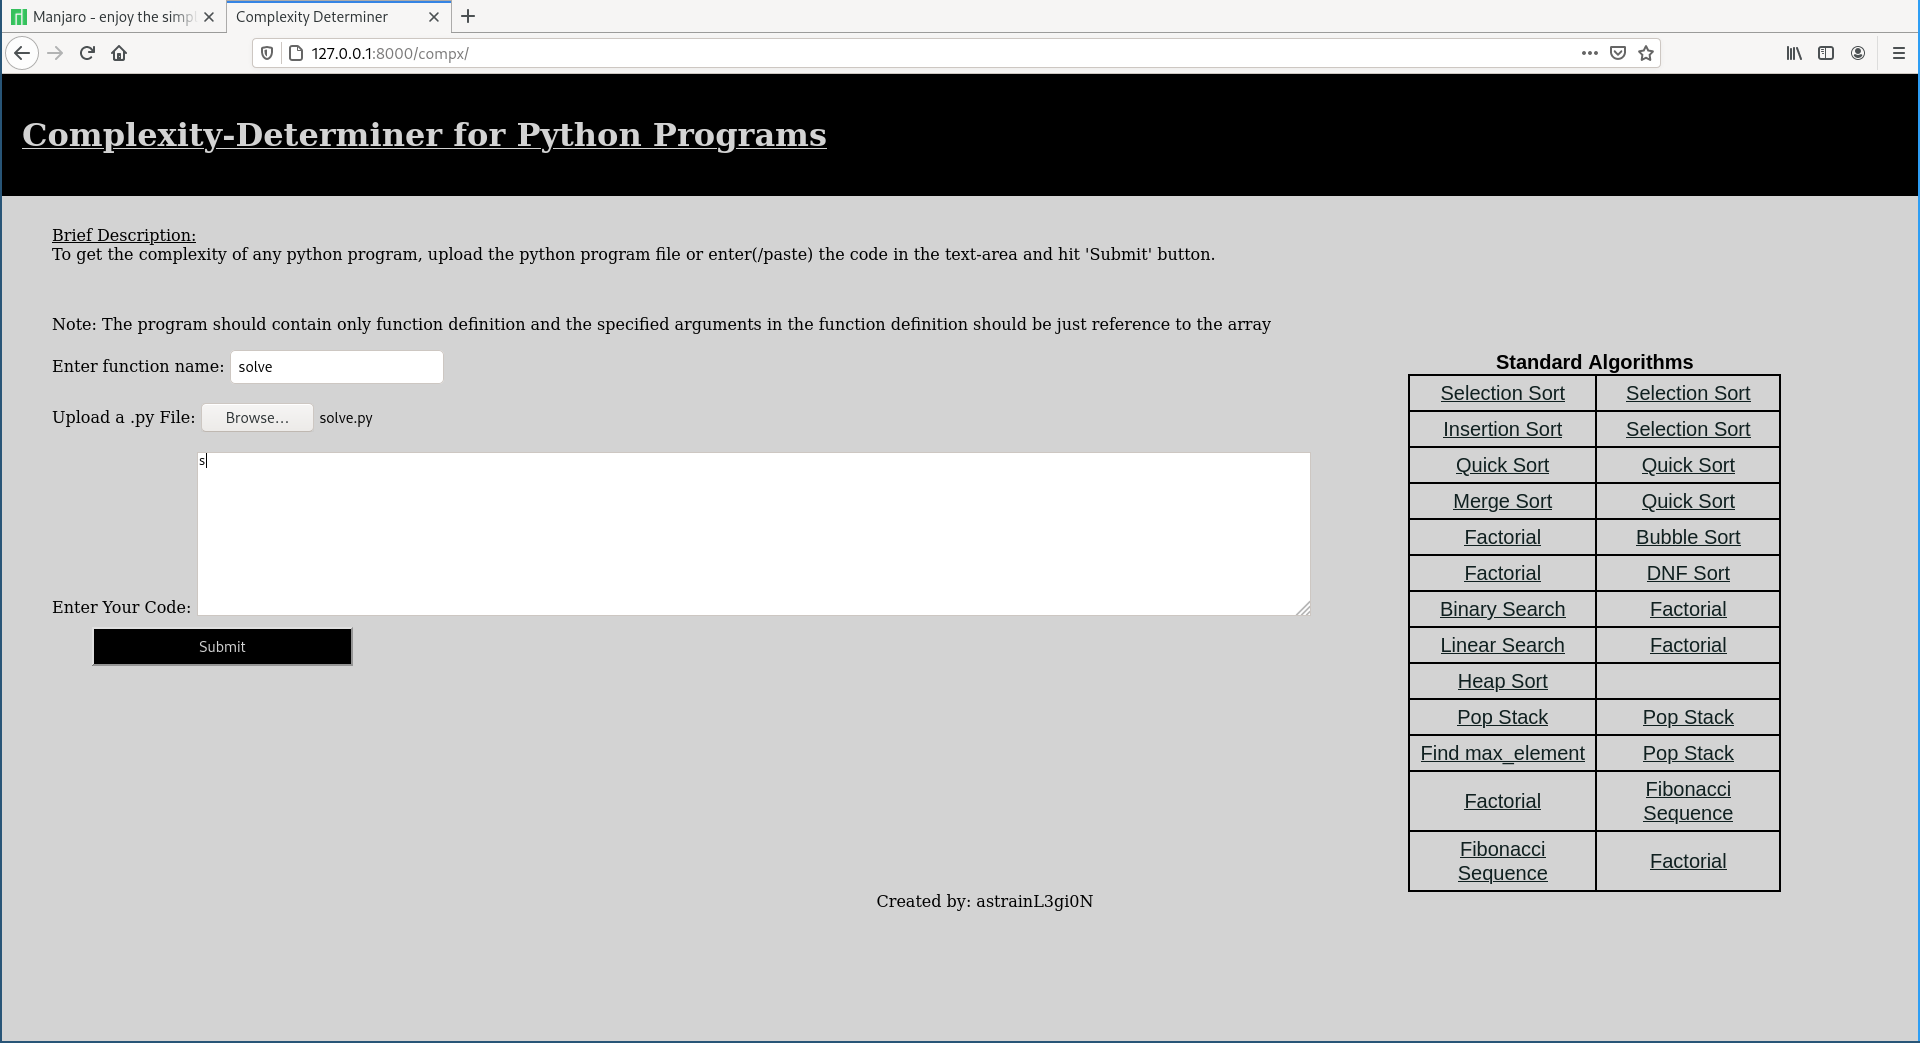 Manjaro - enjoy the simp
Complexity Determiner
127.0.0.1:8000/compx/
Complexity-Determiner for Python Programs
Brief Description:
To get the complexity of any python program, upload the python program file or enter(/paste) the code in the text-area and hit 'Submit' button.
Note: The program should contain only function definition and the specified arguments in the function definition should be just reference to the array
Enter function name: solve
Upload a .py File: Browse... solve.py
s
Enter Your Code:
Submit
Standard Algorithms
Selection Sort Selection Sort
Insertion Sort Selection Sort
Quick Sort Quick Sort
Merge Sort Quick Sort
Factorial Bubble Sort
Factorial DNF Sort
Binary Search Factorial
Linear Search Factorial
Heap Sort
Pop Stack Pop Stack
Find max_element Pop Stack
Factorial Fibonacci
Sequence
Fibonacci
Sequence Factorial
Created by: astrainL3gi0N